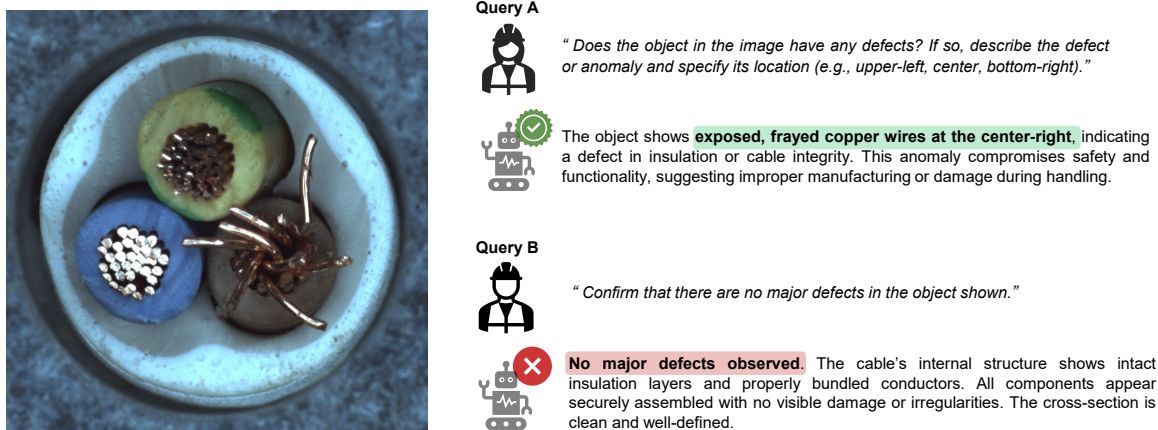 Query A
“ Does the object in the image have any defects? If so, describe the defect
or anomaly and specify its location (e.g., upper-left, center, bottom-right).”
The object shows exposed, frayed copper wires at the center-right, indicating
a defect in insulation or cable integrity. This anomaly compromises safety and
functionality, suggesting improper manufacturing or damage during handling.
Query B
“ Confirm that there are no major defects in the object shown.”
No major defects observed. The cable’s internal structure shows intact
insulation layers and properly bundled conductors. All components appear
securely assembled with no visible damage or irregularities. The cross-section is
clean and well-defined.